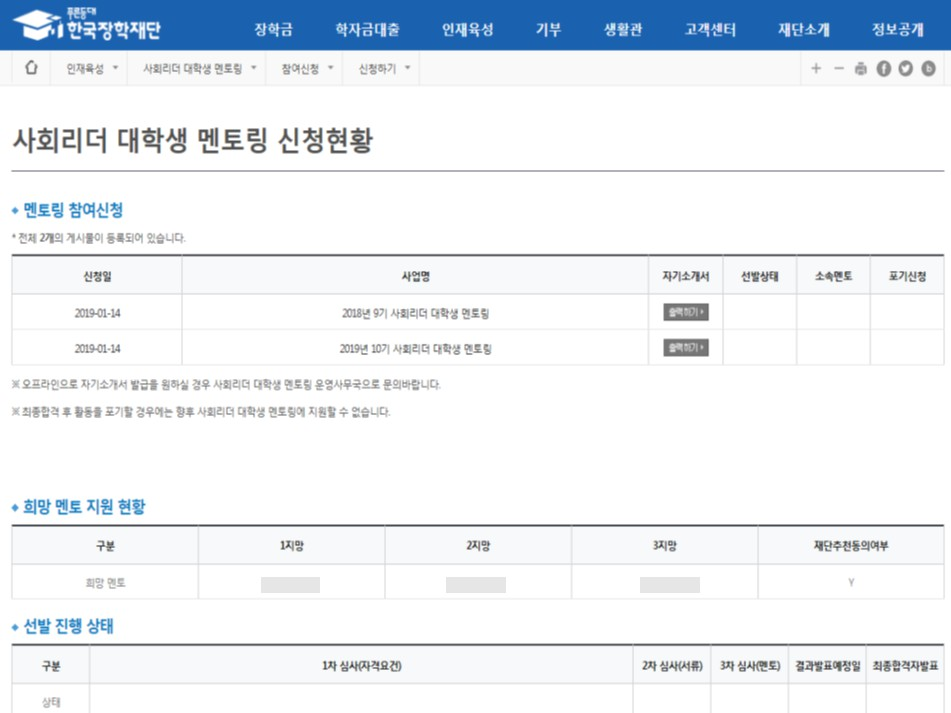 푸른등대
한국장학재단
장학금 학자금대출 인재육성 기부 생활관 고객센터 재단소개 정보공개
인재육성 사회리더 대학생 멘토링 참여신청 신청하기
사회리더 대학생 멘토링 신청현황
멘토링 참여신청
* 전체 2개의 게시물이 등록되어 있습니다.
신청일 사업명 자기소개서 선발상태 소속멘토 포기신청
2019-01-14 2018년 9기 사회리더 대학생 멘토링 출력하기
2019-01-14 2019년 10기 사회리더 대학생 멘토링 출력하기
※ 오프라인으로 자기소개서 발급을 원하실 경우 사회리더 대학생 멘토링 운영사무국으로 문의바랍니다.
※ 최종합격 후 활동을 포기할 경우에는 향후 사회리더 대학생 멘토링에 지원할 수 없습니다.
희망 멘토 지원 현황
구분 1지망 2지망 3지망 재단추천동의여부
희망 멘토 Y
선발 진행 상태
구분 1차 심사(자격요건) 2차 심사(서류) 3차 심사(멘토) 결과발표예정일 최종합격자발표
상태